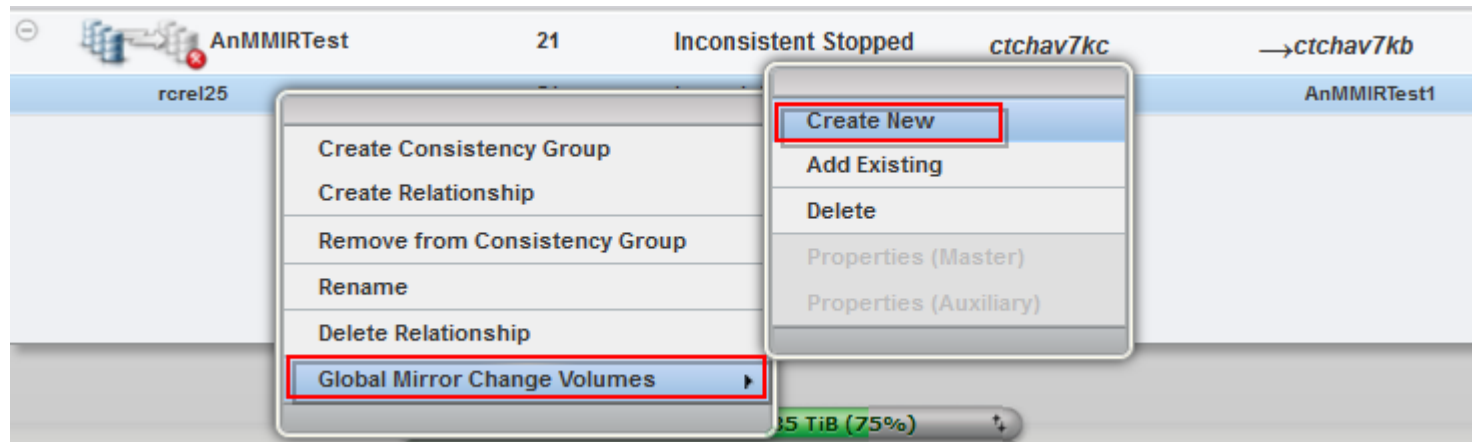 AnMMIRTest 21 Inconsistent Stopped ctchav7kc →ctchav7kb
rcrel25 AnMMIRTest1
Create Consistency Group
Create Relationship
Remove from Consistency Group
Rename
Delete Relationship
Global Mirror Change Volumes
Create New
Add Existing
Delete
Properties (Master)
Properties (Auxiliary)
TiB (75%)